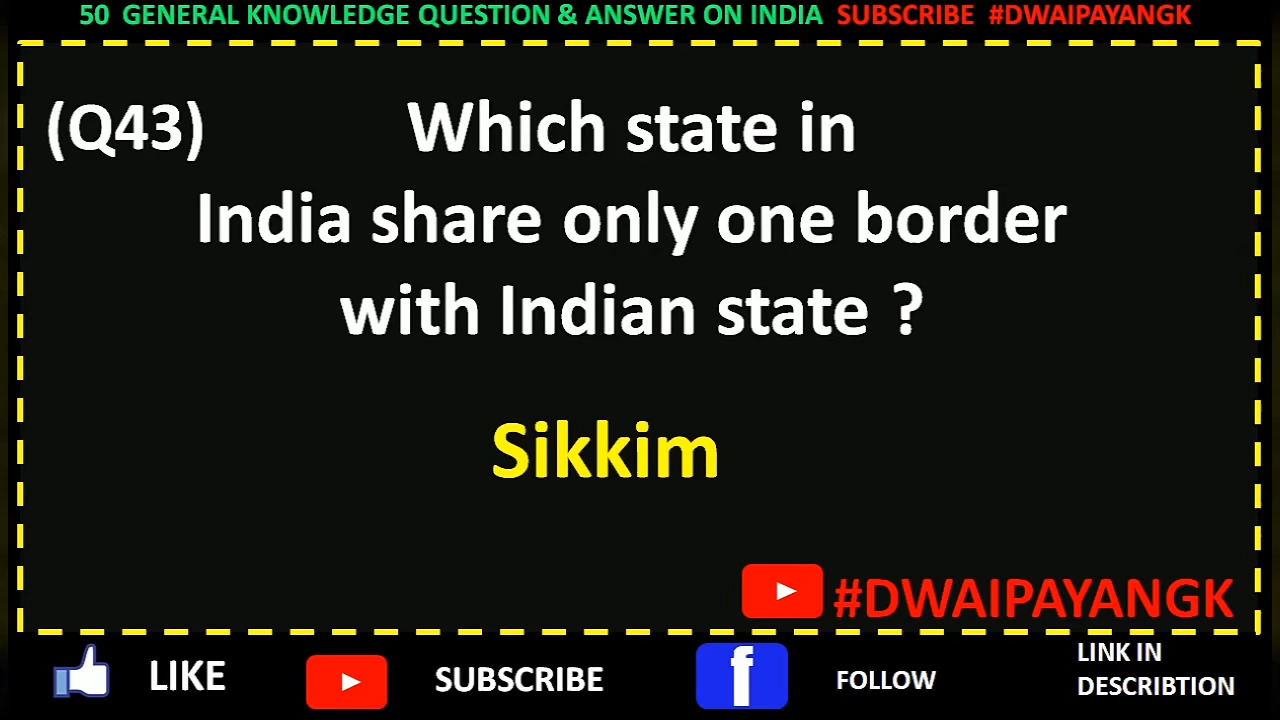 50 GENERAL KNOWLEDGE QUESTION & ANSWER ON INDIA SUBSCRIBE #DWAIPAYANGK
(Q43) Which state in
India share only one border
with Indian state ?
Sikkim
#DWAIPAYANGK
LIKE SUBSCRIBE f FOLLOW LINK IN
DESCRIBTION